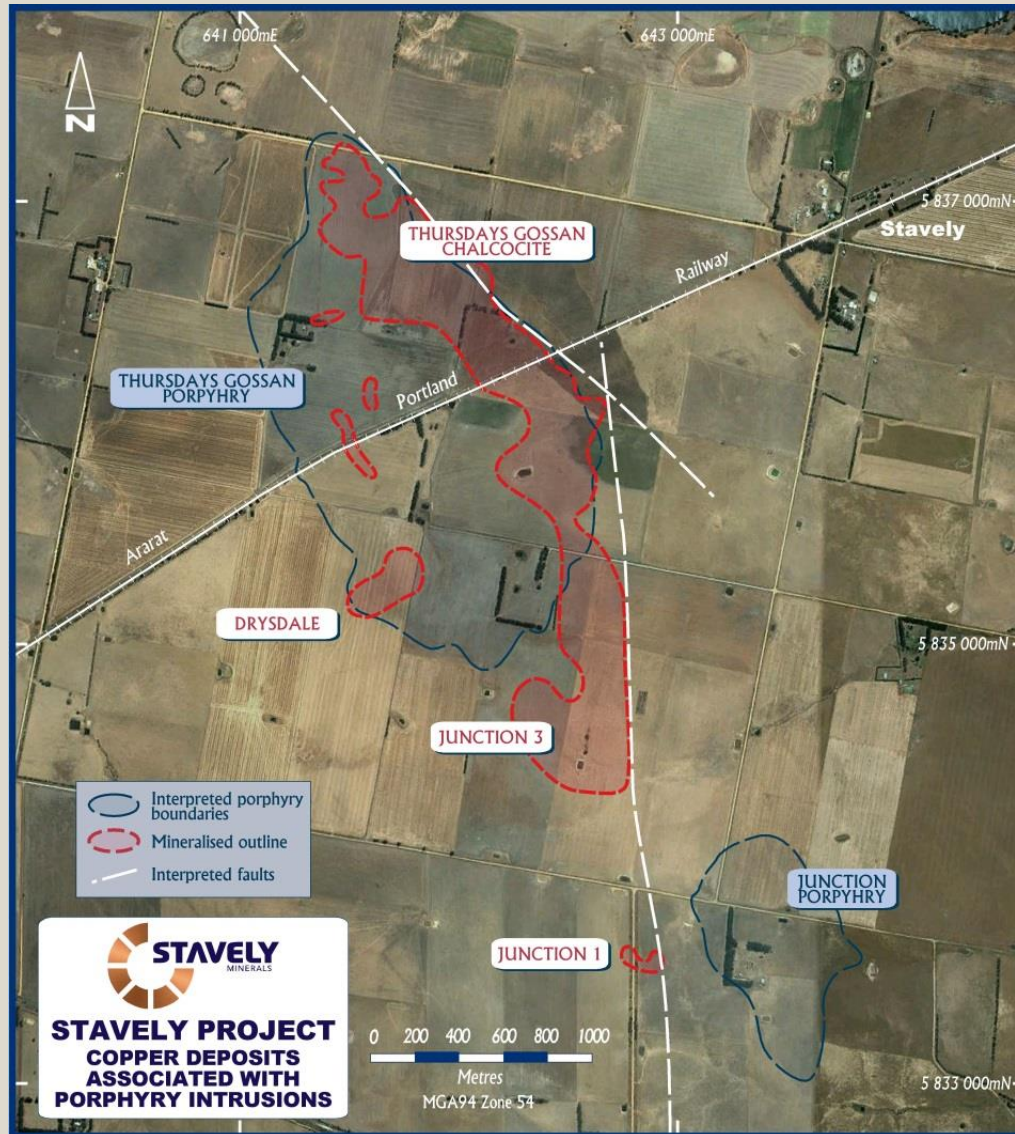 641 000mE
643 000mE
N
5 837 000mN
Stavely
THURSDAYS GOSSAN
CHALCOCITE
Railway
THURSDAYS GOSSAN
PORPYHRY
Portland
Ararat
DRYSDALE
5 835 000mN
JUNCTION 3
Interpreted porphyry
boundaries
Mineralised outline
Interpreted faults
JUNCTION
PORPYHRY
JUNCTION 1
STAVELY
MINERALS
STAVELY PROJECT
COPPER DEPOSITS
ASSOCIATED WITH
PORPHYRY INTRUSIONS
0 200 400 600 800 1000
Metres
MGA94 Zone 54
5 833 000mN